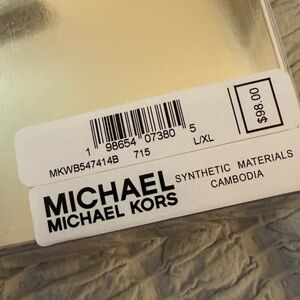 1 98654 07380 5
$98.00
MKWB547414B 715 L/XL
MICHAEL
MICHAEL KORS
SYNTHETIC MATERIALS
CAMBODIA